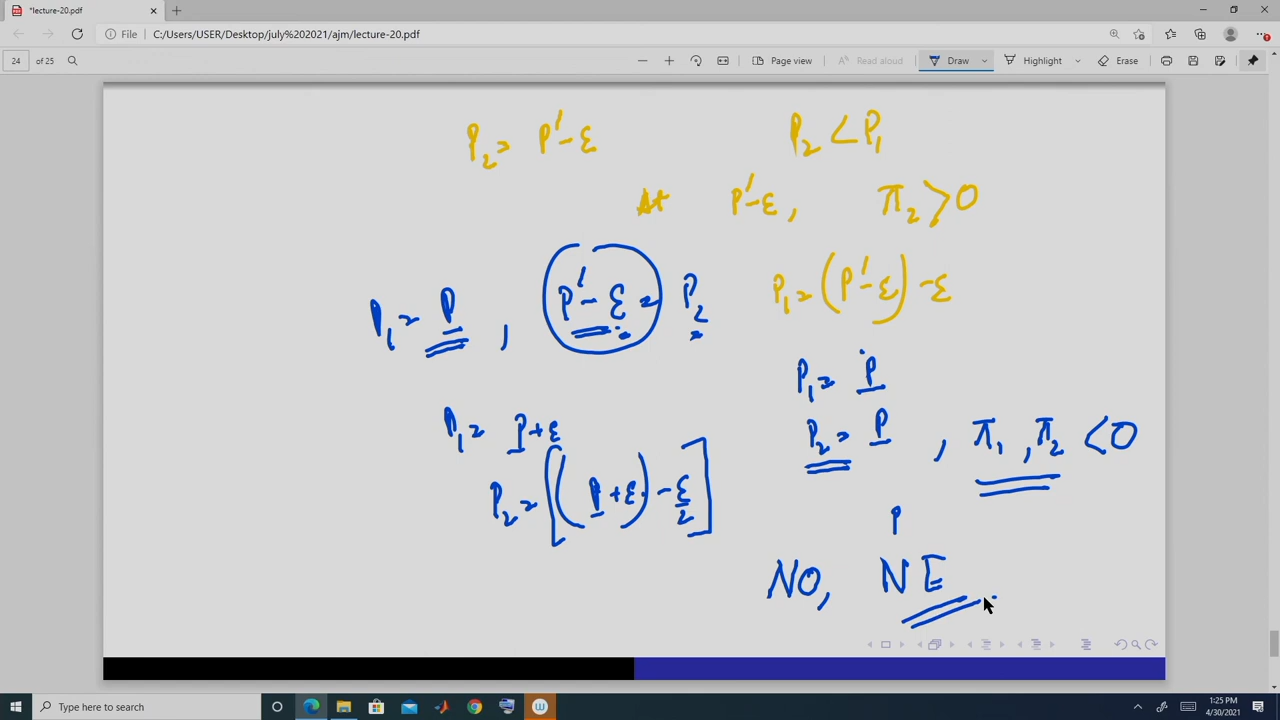 *lecture-20.pdf
File C:/Users/USER/Desktop/july%202021/ajm/lecture-20.pdf
24 of 25 Page view Read aloud Draw Highlight Erase
P₂ = P' - ε P₂ < P₁
At P' - ε, π₂ > 0
P₁ = (P' - ε) - ε
P₁ = P, P' - ε = P₂
P₁ = P
P₂ = P, π₁, π₂ < 0
P₁ = P + ε
P₂ = [(P + ε) - ε/2]
P
NO, NE
Type here to search
1:25 PM
4/30/2021